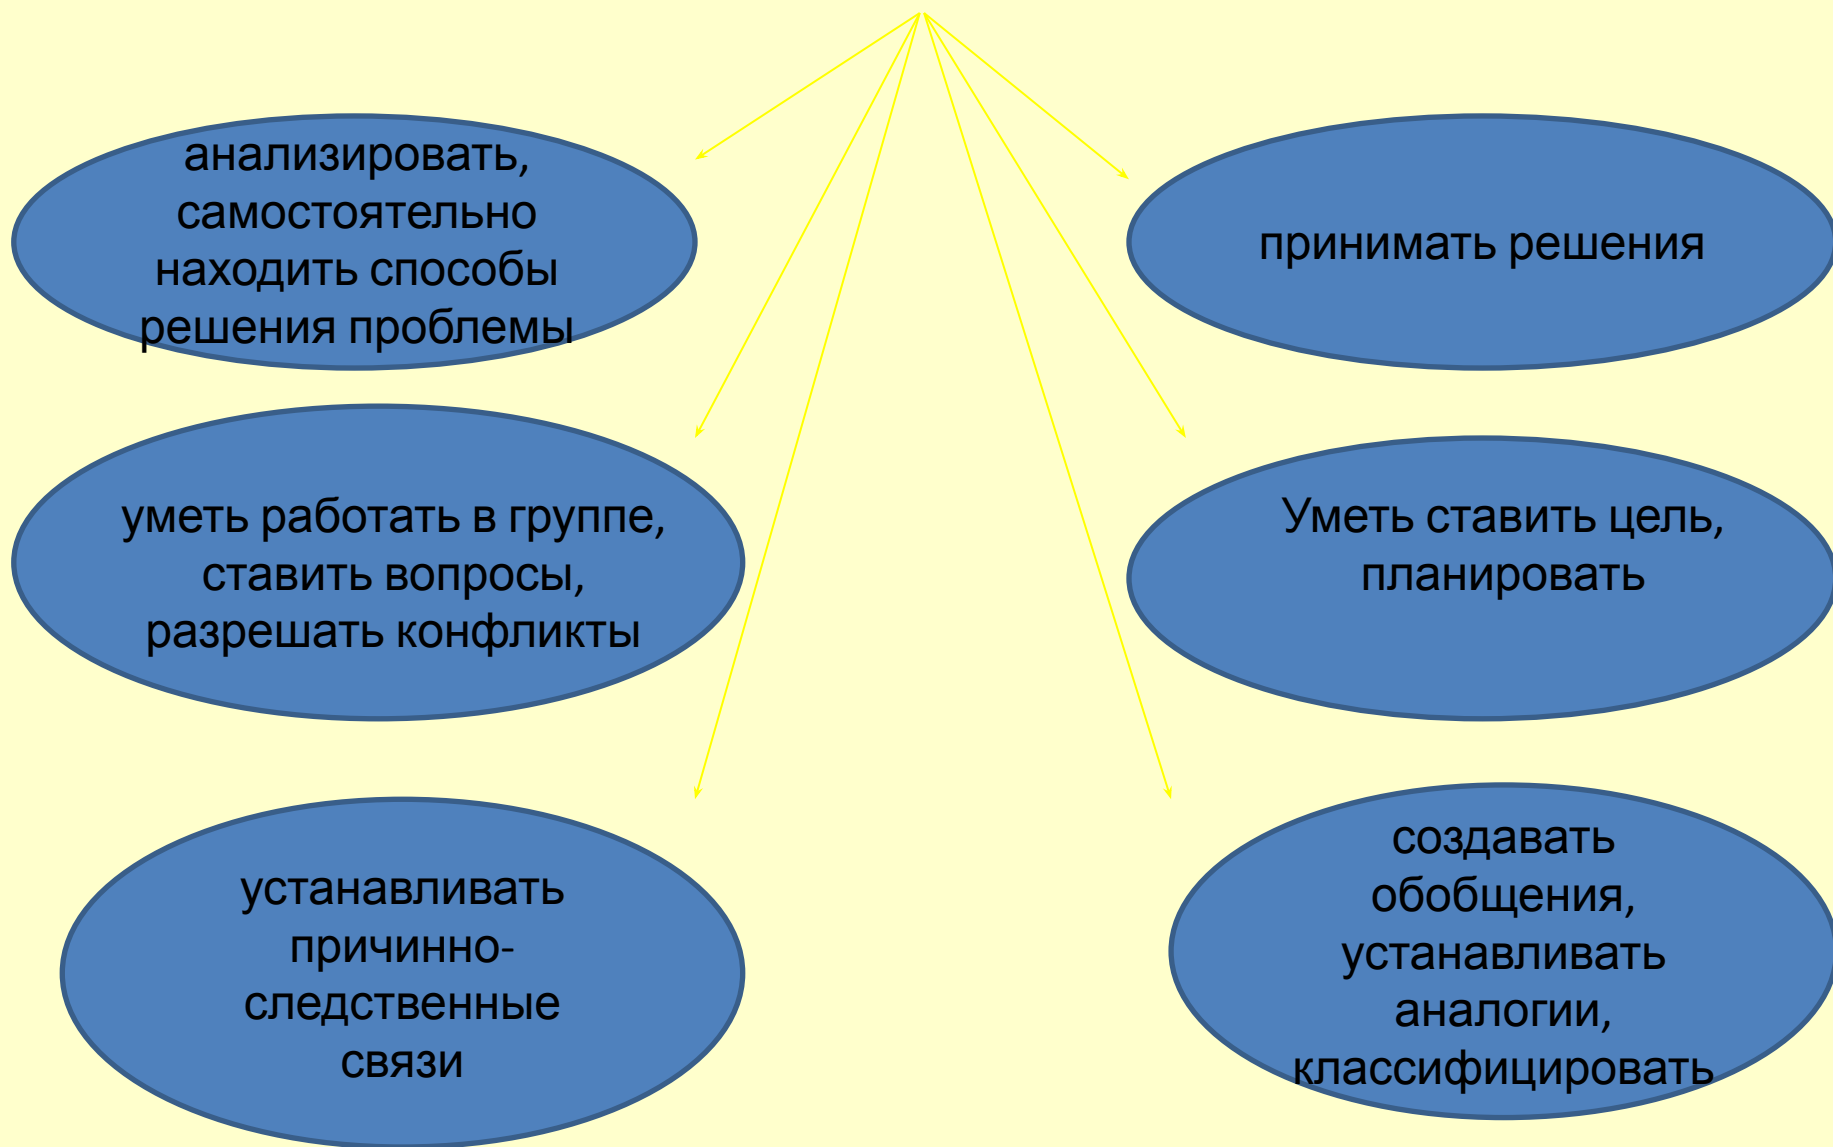 анализировать,
самостоятельно
находить способы
решения проблемы
принимать решения
уметь работать в группе,
ставить вопросы,
разрешать конфликты
Уметь ставить цель,
планировать
устанавливать
причинно-
следственные
связи
создавать
обобщения,
устанавливать
аналогии,
классифицировать